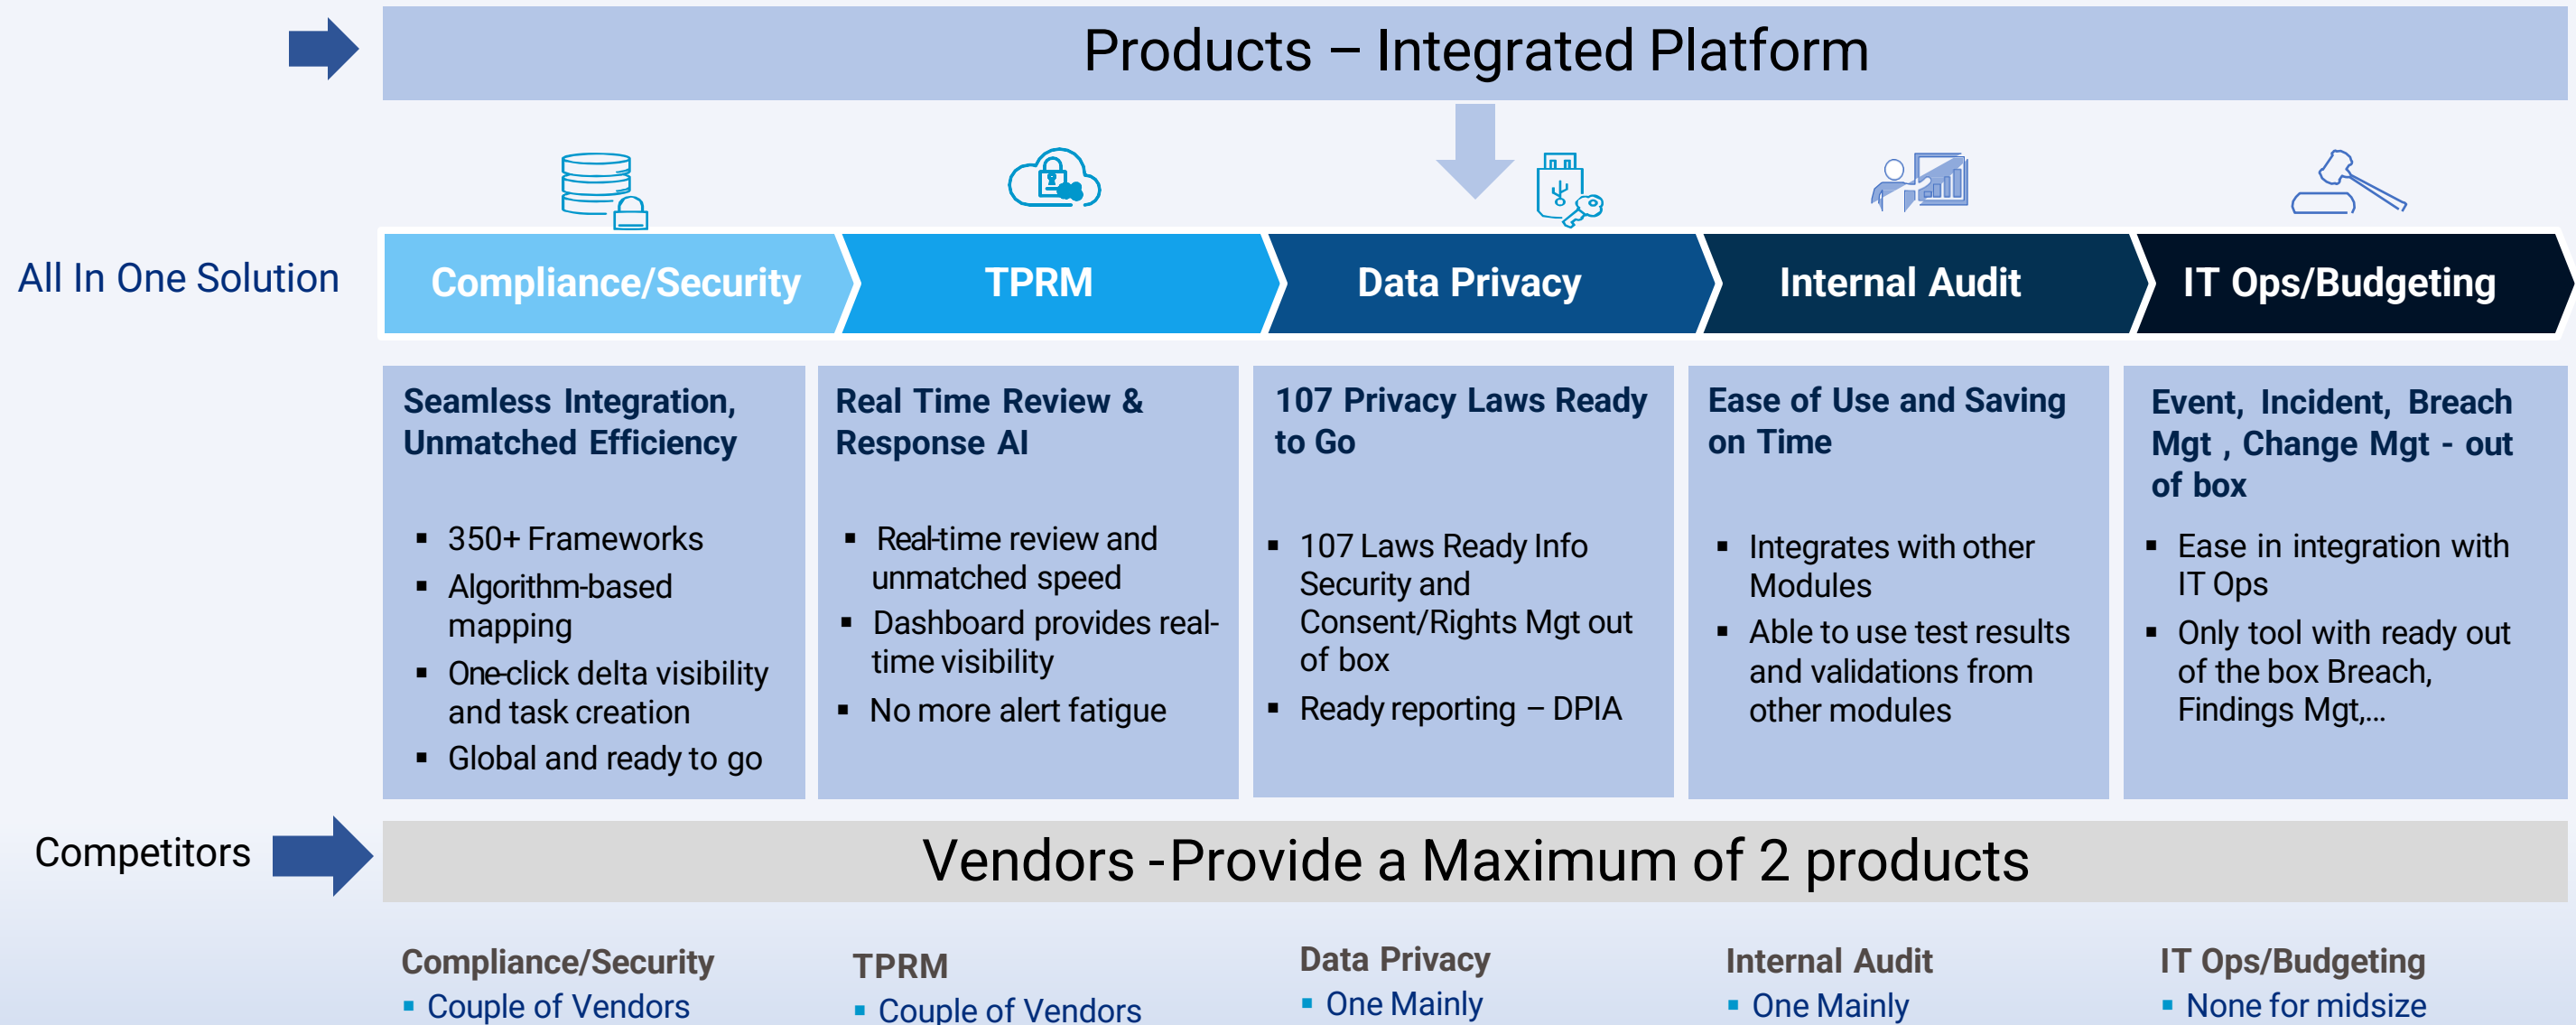 Products – Integrated Platform
All In One Solution
Compliance/Security
TPRM
Data Privacy
Internal Audit
IT Ops/Budgeting
Seamless Integration,
Unmatched Efficiency
▪ 350+ Frameworks
▪ Algorithm-based
mapping
▪ One-click delta visibility
and task creation
▪ Global and ready to go
Real Time Review &
Response AI
▪ Real-time review and
unmatched speed
▪ Dashboard provides real-
time visibility
▪ No more alert fatigue
107 Privacy Laws Ready
to Go
▪ 107 Laws Ready Info
Security and
Consent/Rights Mgt out
of box
▪ Ready reporting – DPIA
Ease of Use and Saving
on Time
▪ Integrates with other
Modules
▪ Able to use test results
and validations from
other modules
Event, Incident, Breach
Mgt , Change Mgt - out
of box
▪ Ease in integration with
IT Ops
▪ Only tool with ready out
of the box Breach,
Findings Mgt,...
Competitors
Vendors - Provide a Maximum of 2 products
Compliance/Security
▪ Couple of Vendors
TPRM
▪ Couple of Vendors
Data Privacy
▪ One Mainly
Internal Audit
▪ One Mainly
IT Ops/Budgeting
▪ None for midsize